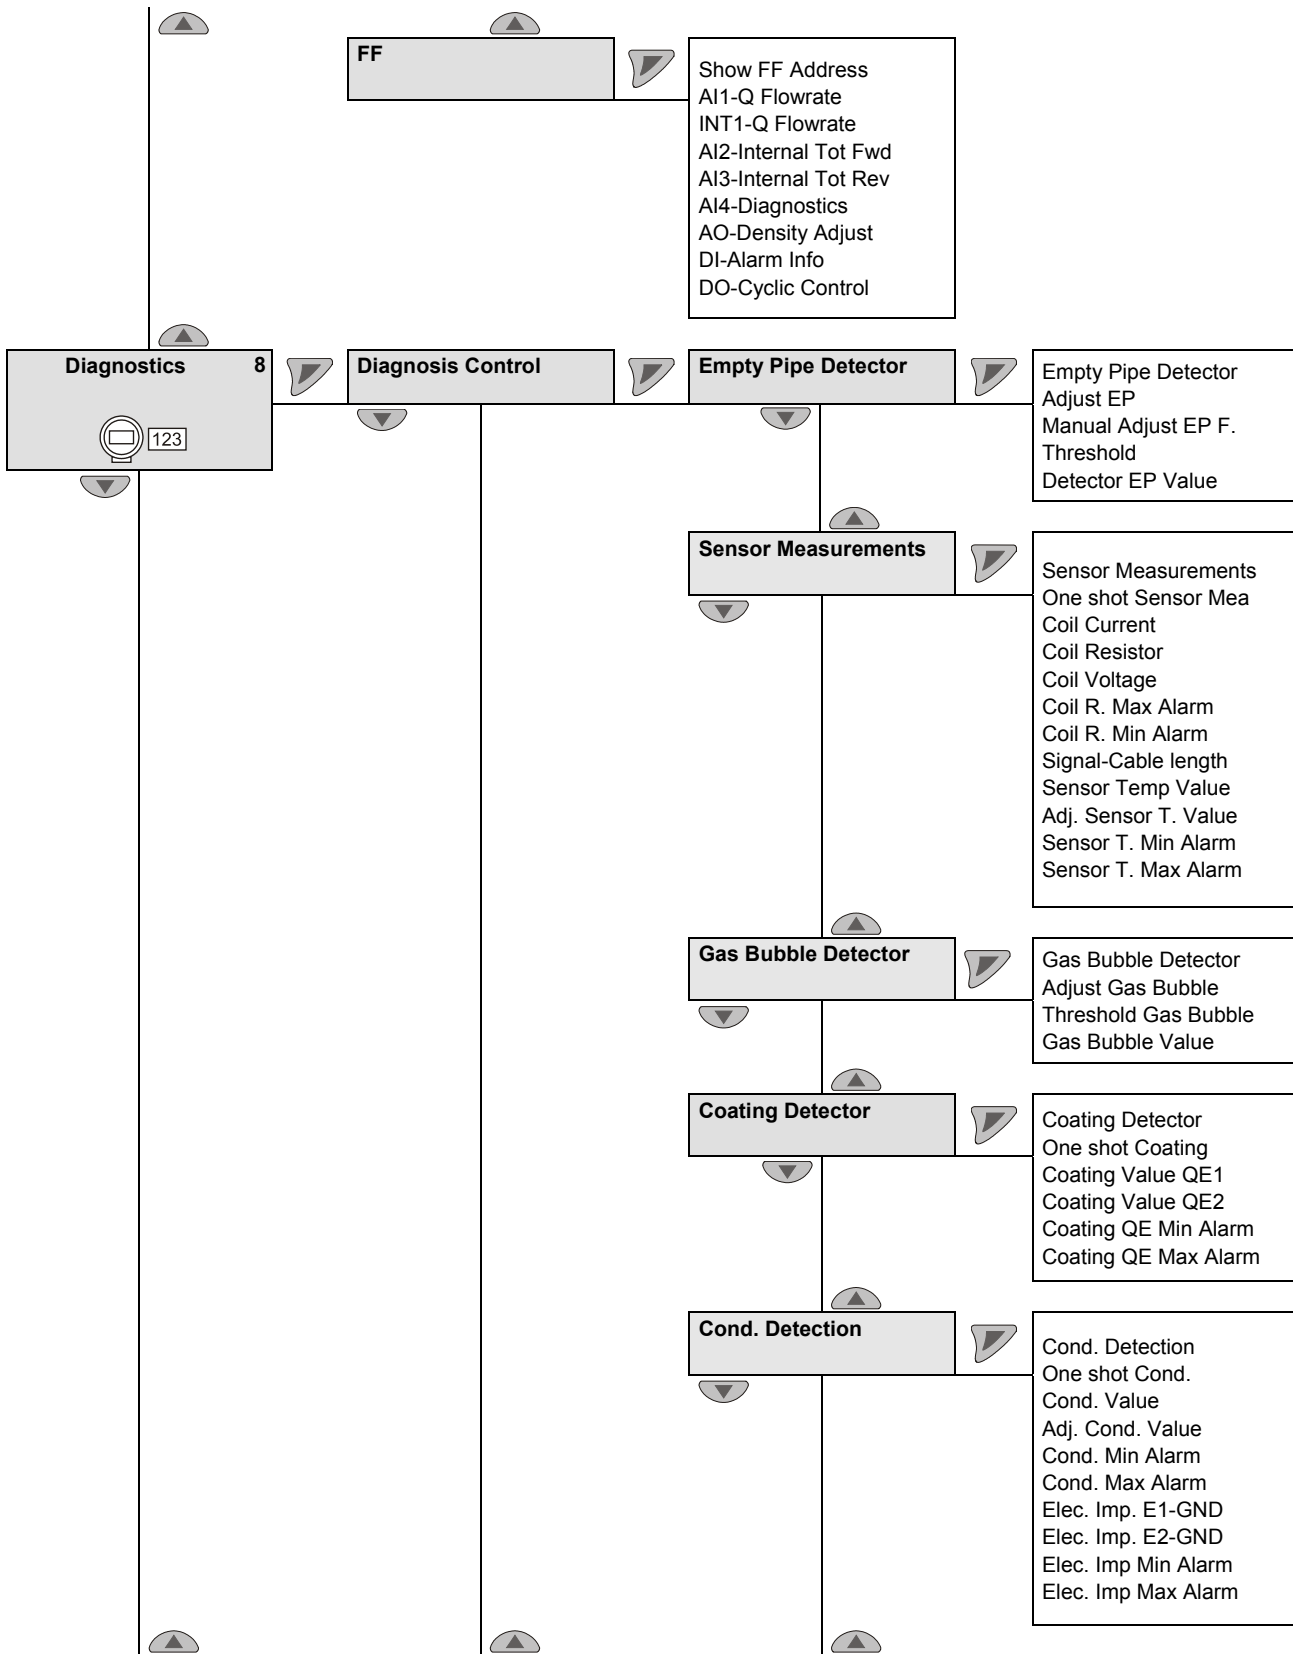 FF
Show FF Address
AI1-Q Flowrate
INT1-Q Flowrate
AI2-Internal Tot Fwd
AI3-Internal Tot Rev
AI4-Diagnostics
AO-Density Adjust
DI-Alarm Info
DO-Cyclic Control
Diagnostics 8
123
Diagnosis Control
Empty Pipe Detector
Empty Pipe Detector
Adjust EP
Manual Adjust EP F.
Threshold
Detector EP Value
Sensor Measurements
Sensor Measurements
One shot Sensor Mea
Coil Current
Coil Resistor
Coil Voltage
Coil R. Max Alarm
Coil R. Min Alarm
Signal-Cable length
Sensor Temp Value
Adj. Sensor T. Value
Sensor T. Min Alarm
Sensor T. Max Alarm
Gas Bubble Detector
Gas Bubble Detector
Adjust Gas Bubble
Threshold Gas Bubble
Gas Bubble Value
Coating Detector
Coating Detector
One shot Coating
Coating Value QE1
Coating Value QE2
Coating QE Min Alarm
Coating QE Max Alarm
Cond. Detection
Cond. Detection
One shot Cond.
Cond. Value
Adj. Cond. Value
Cond. Min Alarm
Cond. Max Alarm
Elec. Imp. E1-GND
Elec. Imp. E2-GND
Elec. Imp Min Alarm
Elec. Imp Max Alarm